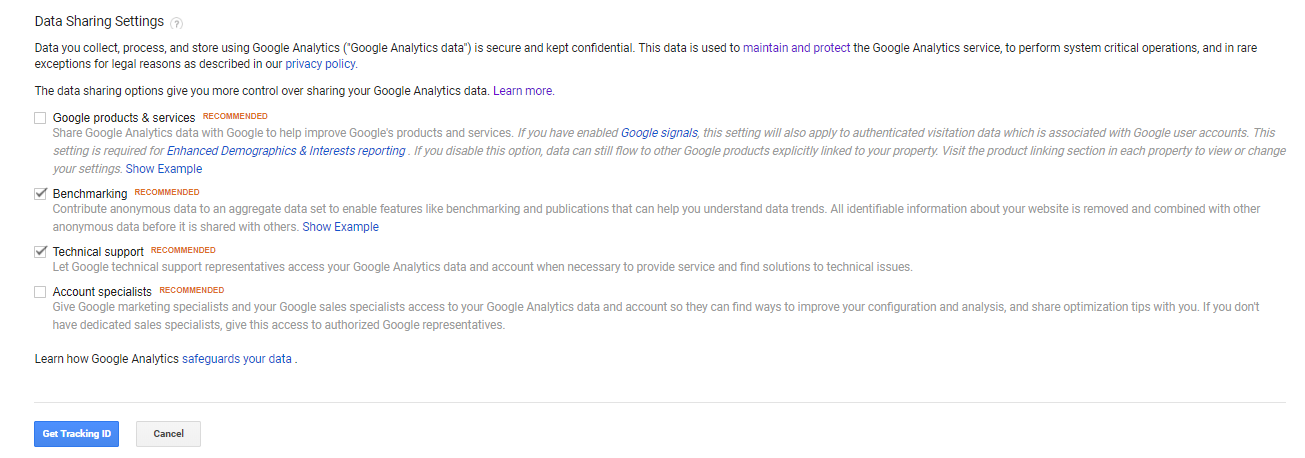 Data Sharing Settings ?
Data you collect, process, and store using Google Analytics ("Google Analytics data") is secure and kept confidential. This data is used to maintain and protect the Google Analytics service, to perform system critical operations, and in rare
exceptions for legal reasons as described in our privacy policy.
The data sharing options give you more control over sharing your Google Analytics data. Learn more.
Google products & services RECOMMENDED
Share Google Analytics data with Google to help improve Google's products and services. If you have enabled Google signals, this setting will also apply to authenticated visitation data which is associated with Google user accounts. This
setting is required for Enhanced Demographics & Interests reporting . If you disable this option, data can still flow to other Google products explicitly linked to your property. Visit the product linking section in each property to view or change
your settings. Show Example
Benchmarking RECOMMENDED
Contribute anonymous data to an aggregate data set to enable features like benchmarking and publications that can help you understand data trends. All identifiable information about your website is removed and combined with other
anonymous data before it is shared with others. Show Example
Technical support RECOMMENDED
Let Google technical support representatives access your Google Analytics data and account when necessary to provide service and find solutions to technical issues.
Account specialists RECOMMENDED
Give Google marketing specialists and your Google sales specialists access to your Google Analytics data and account so they can find ways to improve your configuration and analysis, and share optimization tips with you. If you don't
have dedicated sales specialists, give this access to authorized Google representatives.
Learn how Google Analytics safeguards your data .
Get Tracking ID Cancel